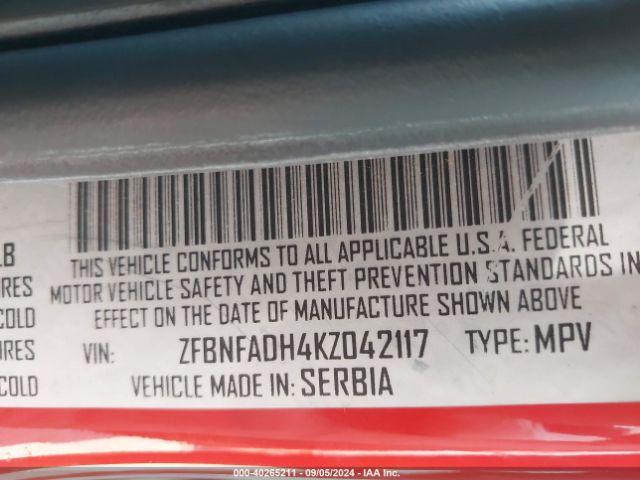 THIS VEHICLE CONFORMS TO ALL APPLICABLE U.S.A. FEDERAL
LB
MOTOR VEHICLE SAFETY AND THEFT PREVENTION STANDARDS IN
URES
EFFECT ON THE DATE OF MANUFACTURE SHOWN ABOVE
COLD
VIN: ZFBNFADH4KZ042117 TYPE: MPV
URES
VEHICLE MADE IN: SERBIA
COLD
000-40265211 - 09/05/2024 - IAA Inc.